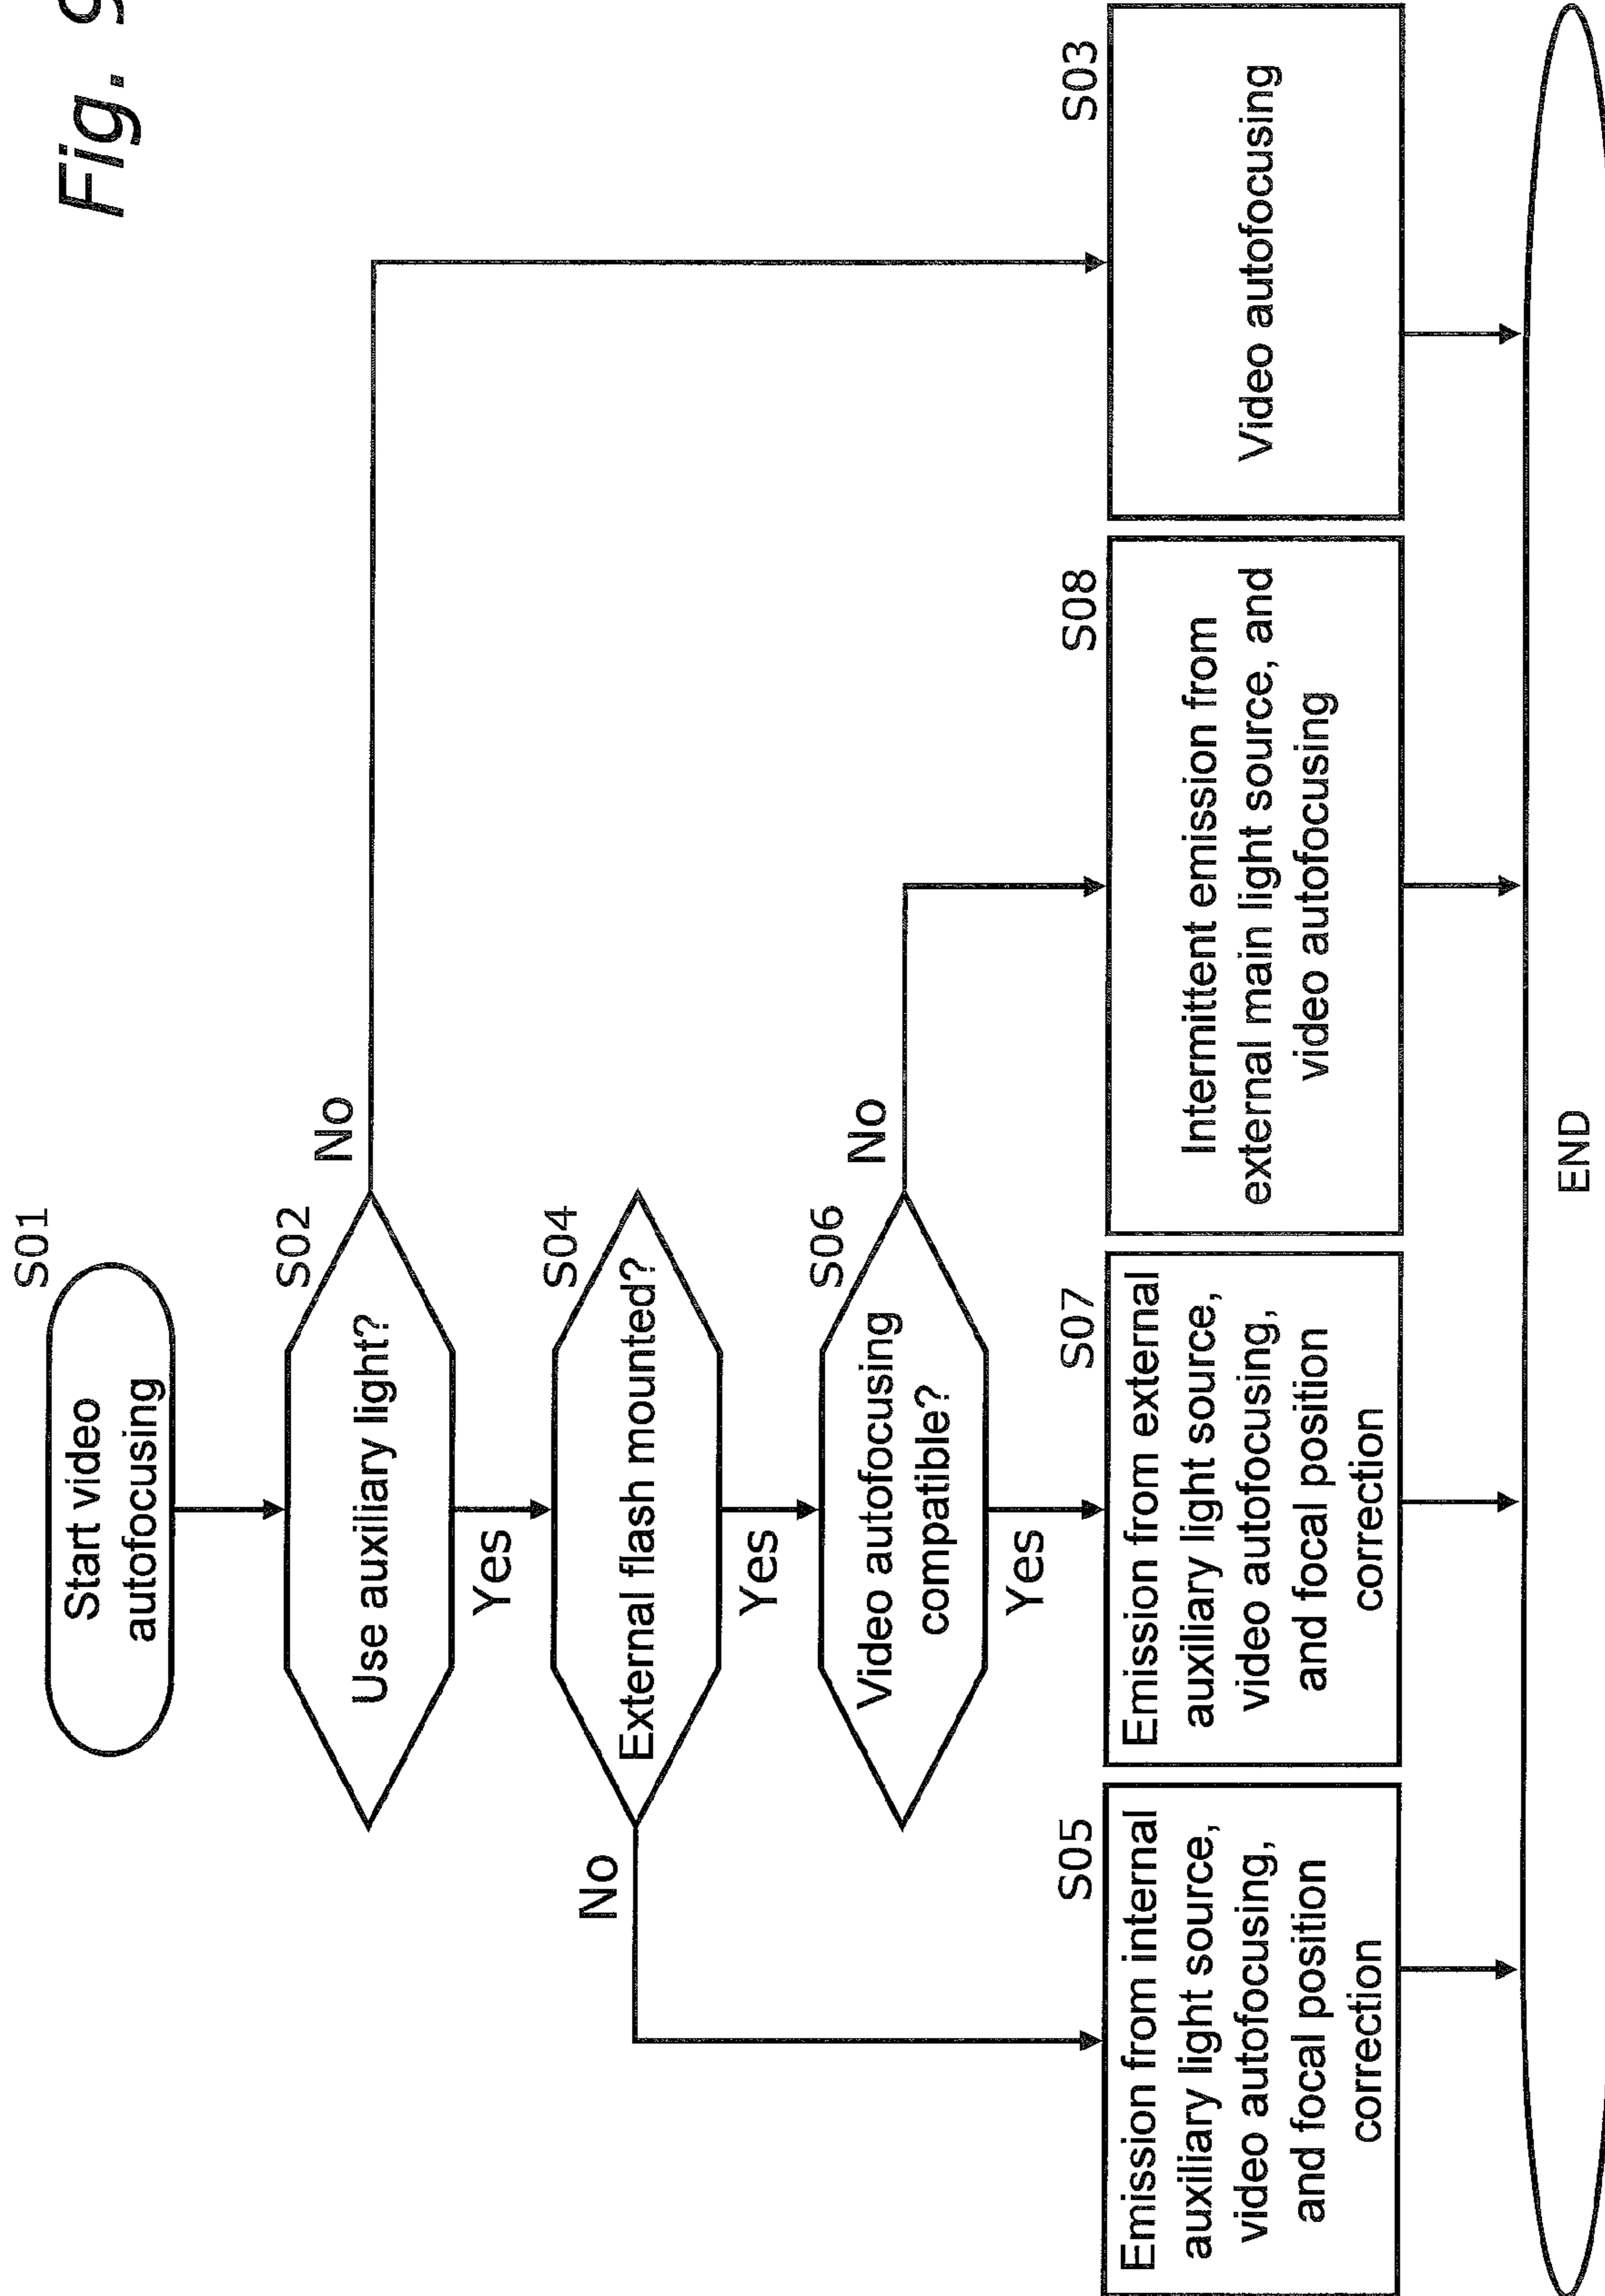 Fig. 9
S01
Start video
autofocusing
S02
Use auxiliary light?
No
Yes
S04
External flash mounted?
No
Yes
S06
Video autofocusing
compatible?
No
Yes
S05
Emission from internal
auxiliary light source,
video autofocusing,
and focal position
correction
S07
Emission from external
auxiliary light source,
video autofocusing,
and focal position
correction
S08
Intermittent emission from
external main light source, and
video autofocusing
S03
Video autofocusing
END